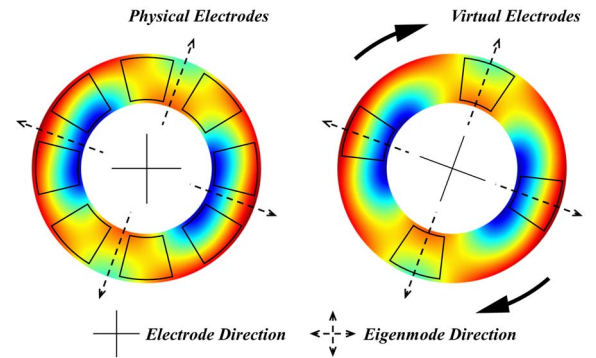 Physical Electrodes
Virtual Electrodes
Electrode Direction
Eigenmode Direction